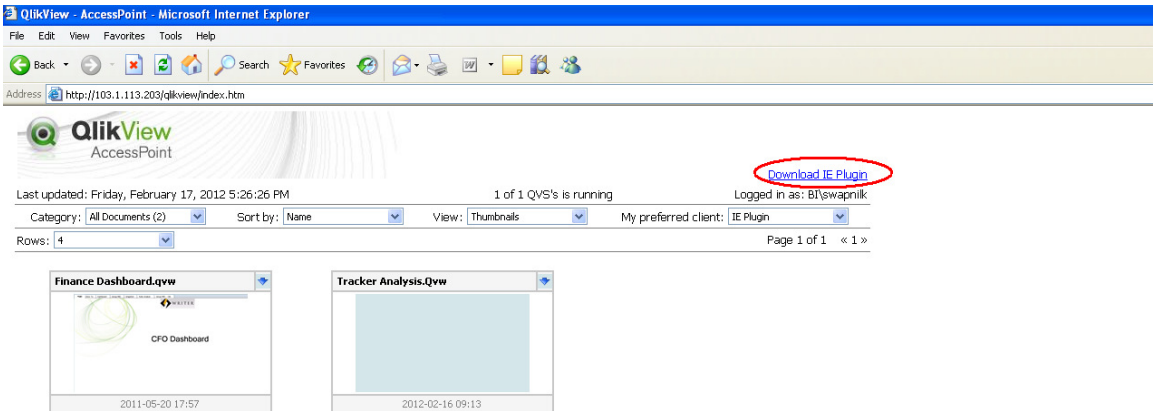 QlikView - AccessPoint - Microsoft Internet Explorer
File Edit View Favorites Tools Help
Back Search Favorites
Address http://103.1.113.203/qlikview/index.htm
QlikView
AccessPoint
Download IE Plugin
Last updated: Friday, February 17, 2012 5:26:26 PM 1 of 1 QVS's is running Logged in as: BI\swapnilk
Category: All Documents (2) Sort by: Name View: Thumbnails My preferred client: IE Plugin
Rows: 4 Page 1 of 1 « 1 »
Finance Dashboard.qvw Tracker Analysis.Qvw
WRITER
CFO Dashboard
2011-05-20 17:57 2012-02-16 09:13